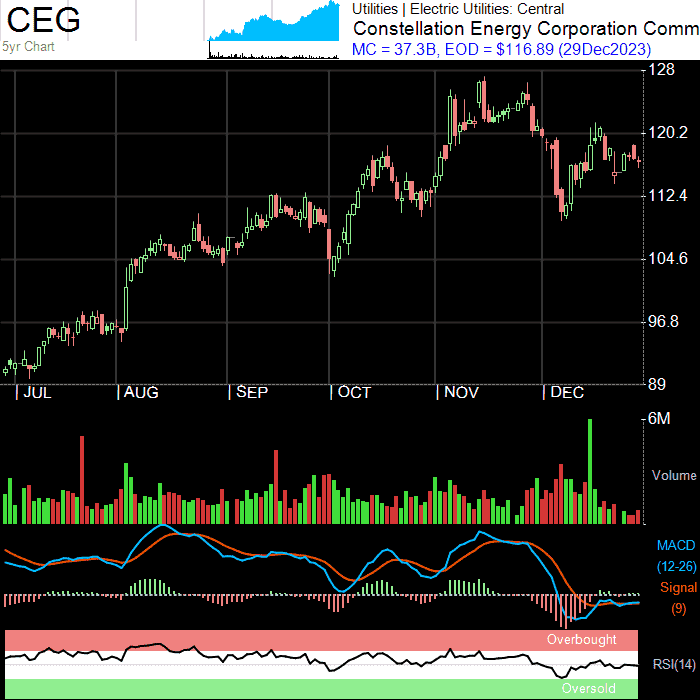 CEG
5yr Chart
Utilities | Electric Utilities: Central
Constellation Energy Corporation Comm
MC = 37.3B, EOD = $116.89 (29Dec2023)
128
120.2
112.4
104.6
96.8
89
JUL AUG SEP OCT NOV DEC
6M
Volume
MACD
(12-26)
Signal
(9)
Overbought
RSI(14)
Oversold